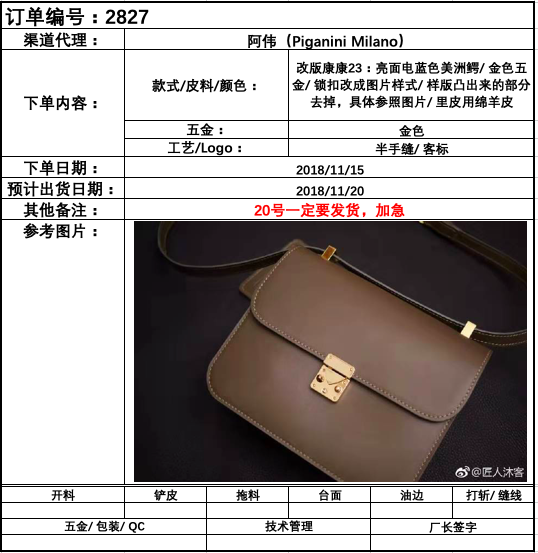 订单编号：2827
渠道代理： 阿伟（Piganini Milano）
下单内容：
款式/皮料/颜色：
改版康康23：亮面电蓝色美洲鳄/ 金色五
金/ 锁扣改成图片样式/ 样版凸出来的部分
去掉，具体参照图片/ 里皮用绵羊皮
五金： 金色
工艺/Logo： 半手缝/ 客标
下单日期： 2018/11/15
预计出货日期： 2018/11/20
其他备注： 20号一定要发货，加急
参考图片：
@匠人沐客
开料 铲皮 拖料 台面 油边 打斩/ 缝线
五金/ 包装/ QC 技术管理 厂长签字